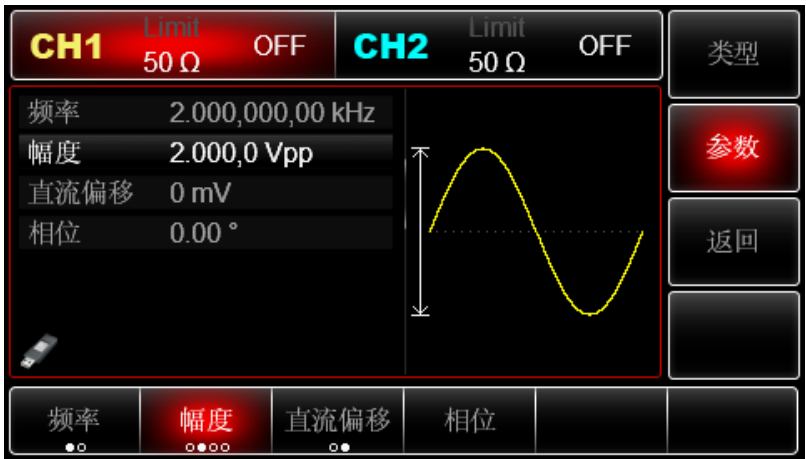 CH1 Limit 50 Ω OFF
CH2 Limit 50 Ω OFF
类型
频率 2.000,000,00 kHz
幅度 2.000,0 Vpp
直流偏移 0 mV
相位 0.00 °
参数
返回
频率 幅度 直流偏移 相位